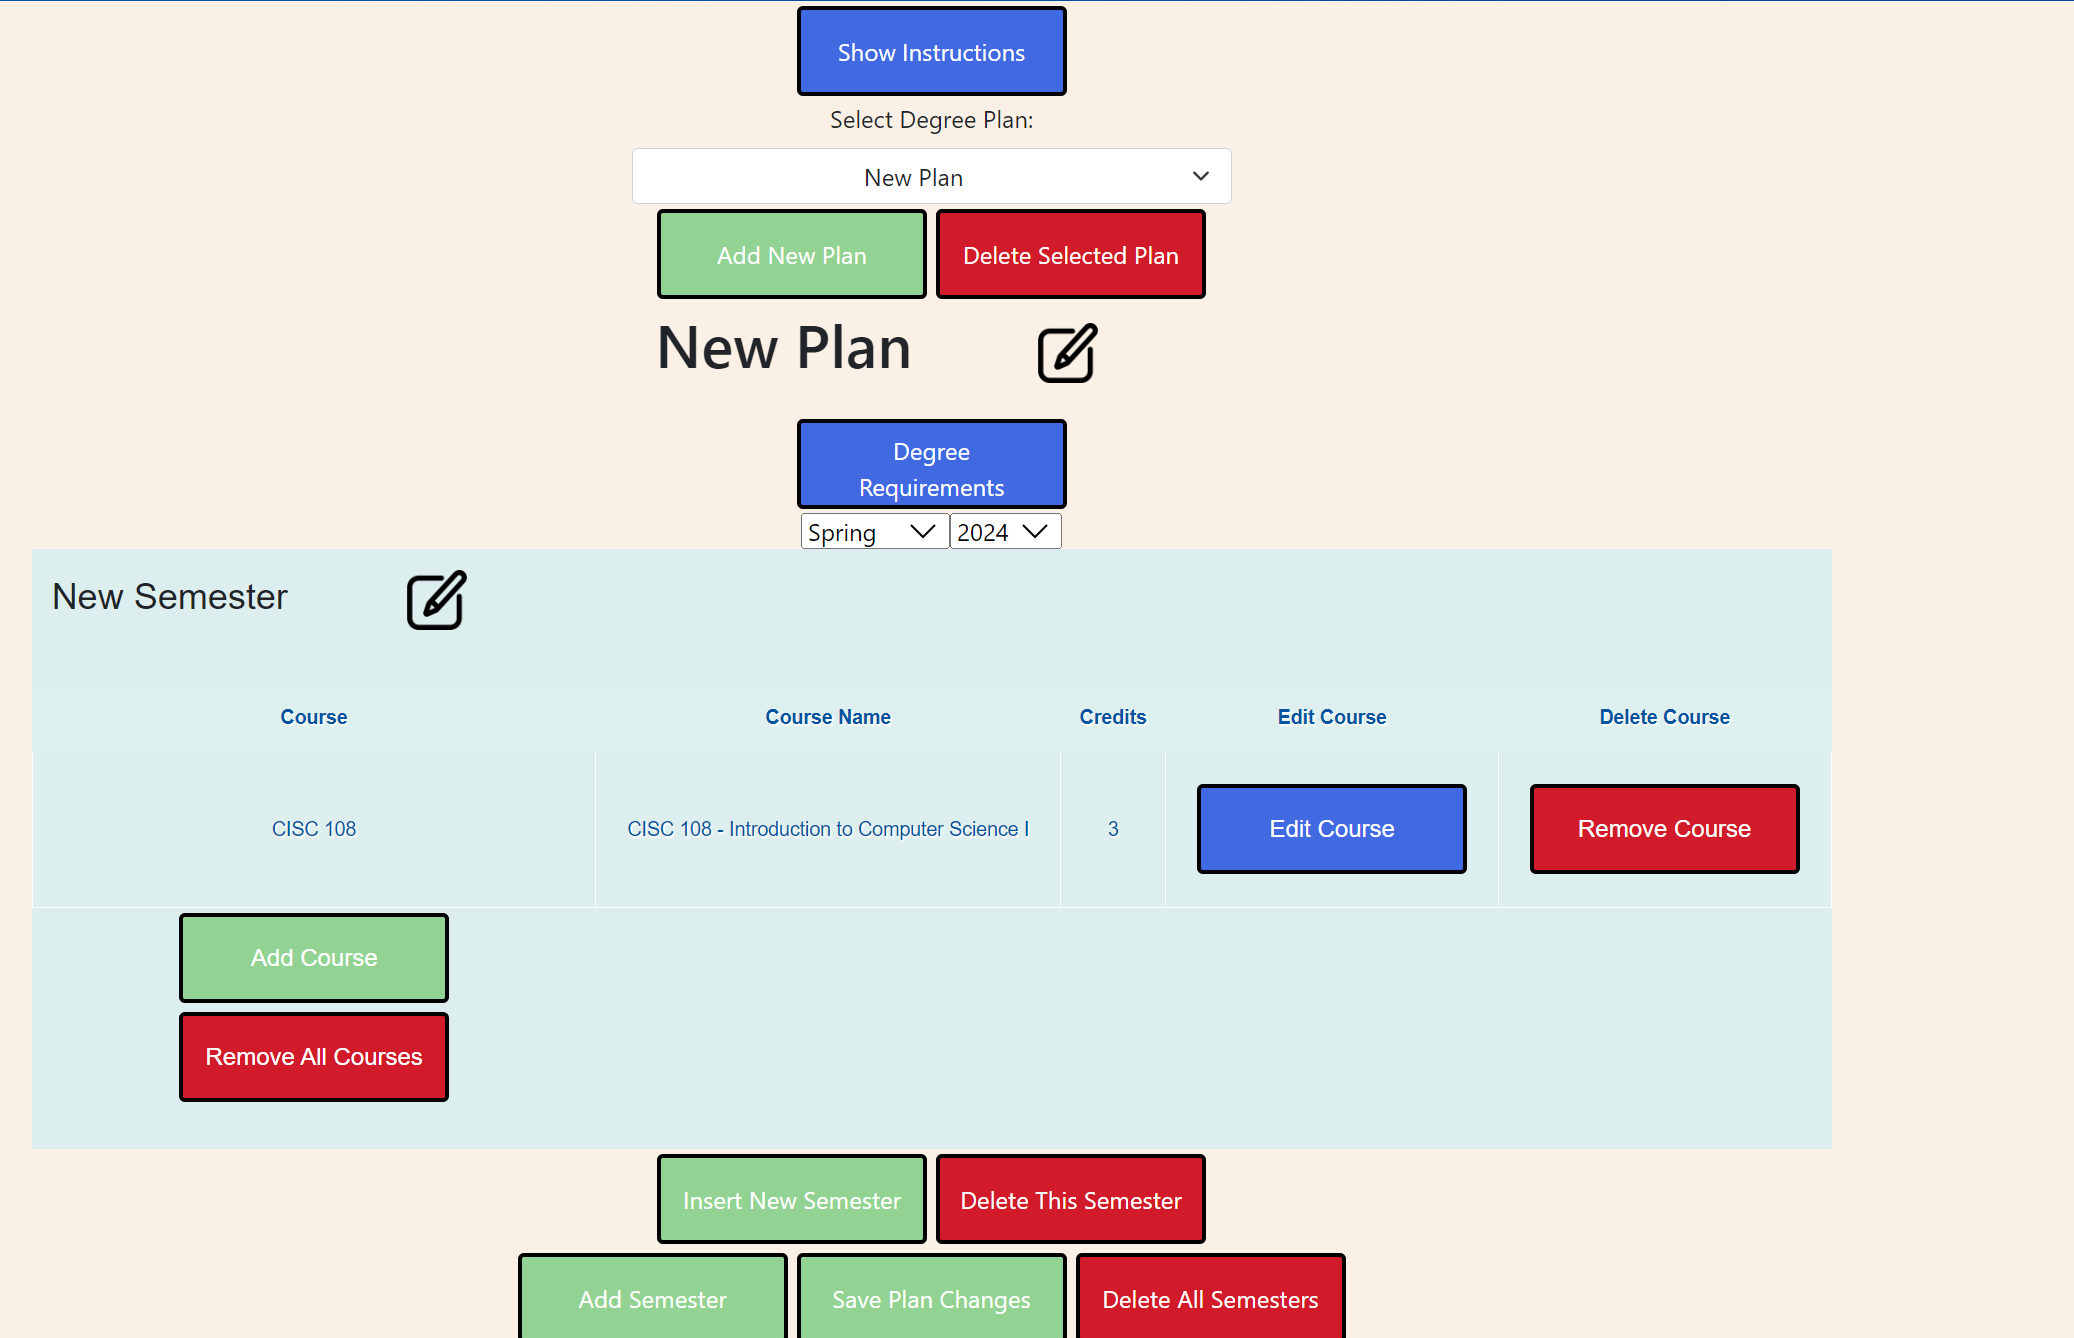 Show Instructions
Select Degree Plan:
New Plan
Add New Plan
Delete Selected Plan
New Plan
Degree
Requirements
Spring
2024
New Semester
Course
Course Name
Credits
Edit Course
Delete Course
CISC 108
CISC 108 - Introduction to Computer Science I
3
Edit Course
Remove Course
Add Course
Remove All Courses
Insert New Semester
Delete This Semester
Add Semester
Save Plan Changes
Delete All Semesters